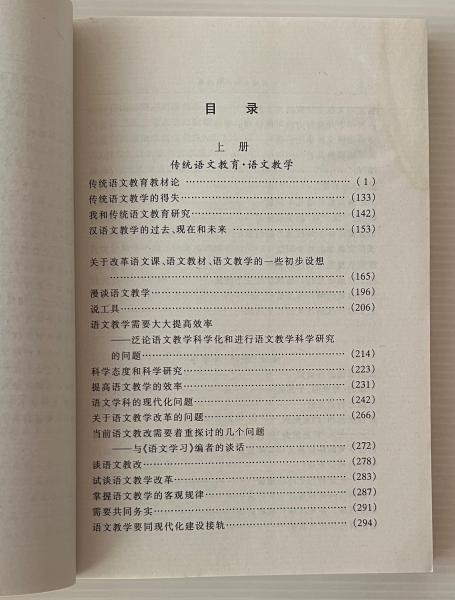 目 录
上 册
传统语文教育·语文教学
传统语文教育教材论 ……………………………………（1）
传统语文教学的得失……………………………………（133）
我和传统语文教育研究…………………………………（142）
汉语文教学的过去、现在和未来 ………………………（153）
关于改革语文课、语文教材、语文教学的一些初步设想
……………………………………………………（165）
漫谈语文教学……………………………………………（196）
说工具……………………………………………………（206）
语文教学需要大大提高效率
——泛论语文教学科学化和进行语文教学科学研究
的问题……………………………………………（214）
科学态度和科学研究……………………………………（223）
提高语文教学的效率……………………………………（231）
语文学科的现代化问题…………………………………（242）
关于语文教学改革的问题………………………………（266）
当前语文教改需要着重探讨的几个问题
——与《语文学习》编者的谈话…………………（272）
谈语文教改………………………………………………（278）
试谈语文教学改革………………………………………（283）
掌握语文教学的客观规律………………………………（287）
需要共同务实……………………………………………（291）
语文教学要同现代化建设接轨…………………………（294）